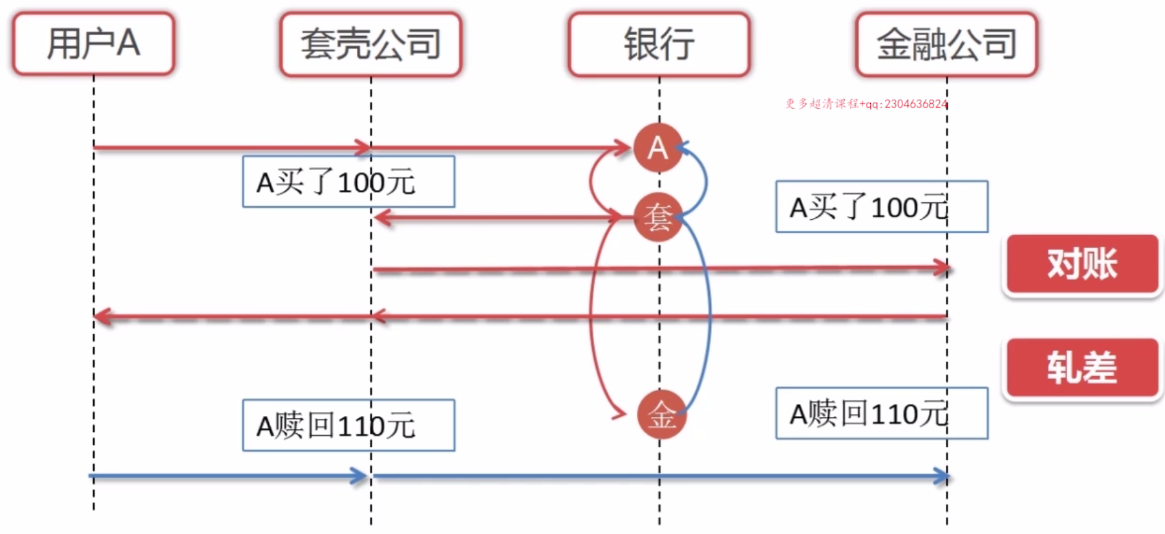 用户A
套壳公司
银行
金融公司
更多超清课程+qq:2304636824
A
A买了100元
A买了100元
套
对账
轧差
A赎回110元
金
A赎回110元